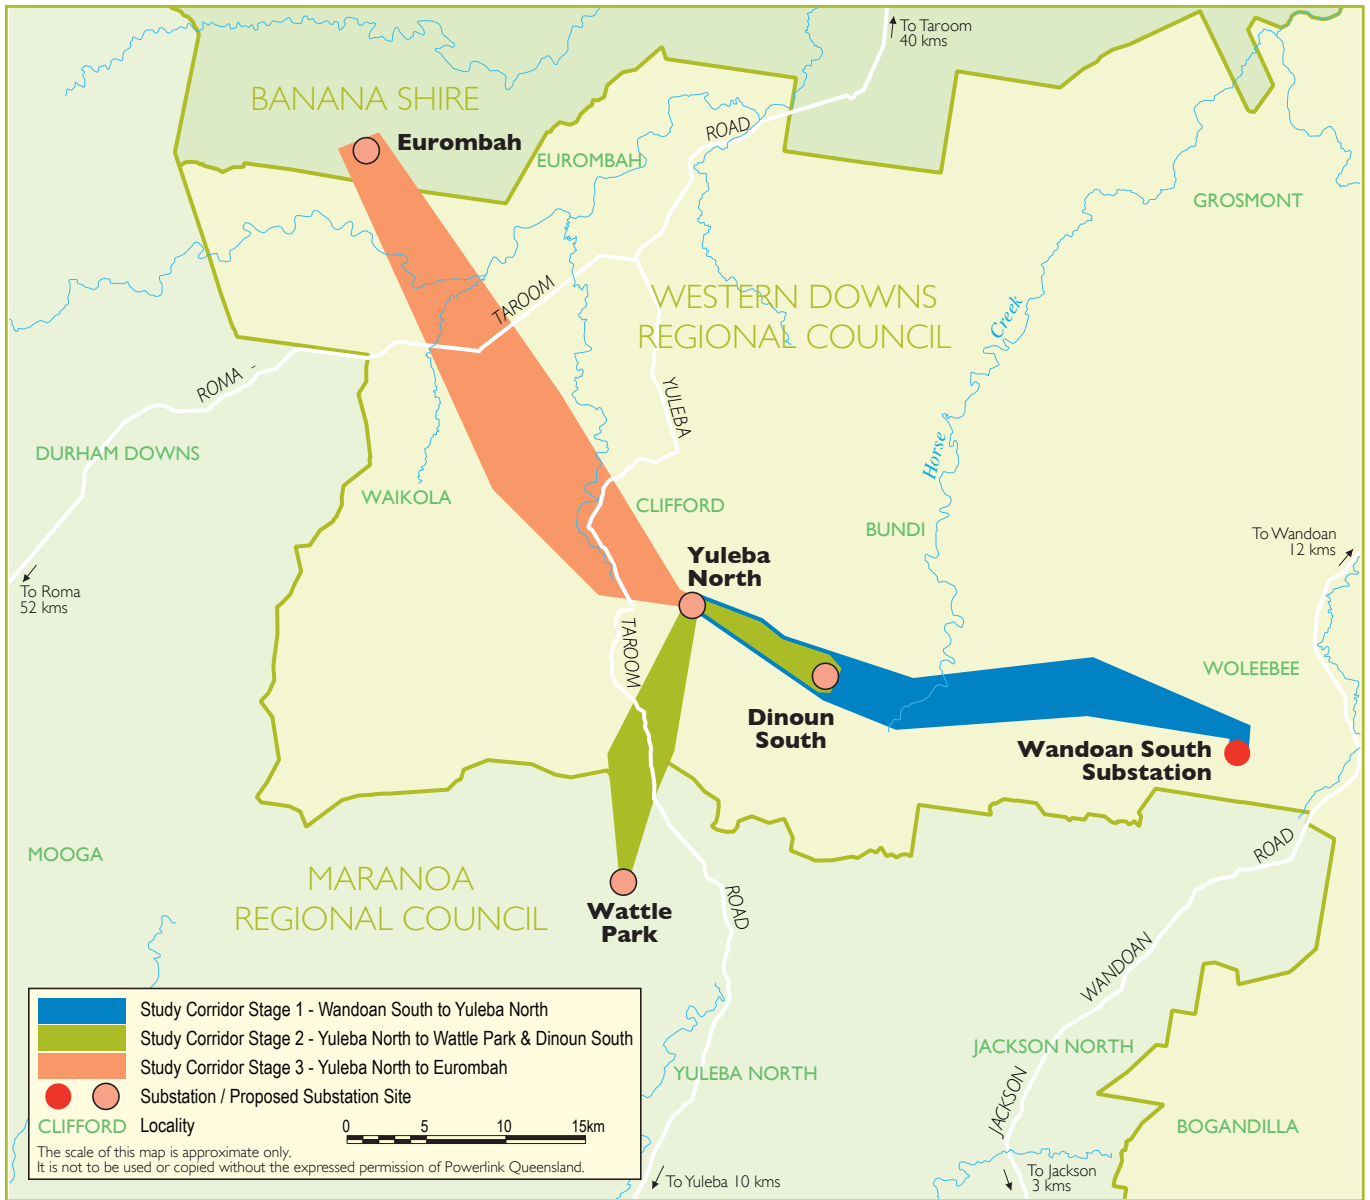 To Taroom
40 kms
BANANA SHIRE
ROAD
Eurombah
EUROMBAH
GROSMONT
TAROOM
WESTERN DOWNS
REGIONAL COUNCIL
Creek
ROMA -
YULEBA
DURHAM DOWNS
Horse
WAIKOLA
CLIFFORD
BUNDI
To Wandoan
12 kms
Yuleba
North
To Roma
52 kms
TAROOM
WOLEEBEE
Dinoun
South
Wandoan South
Substation
MOOGA
ROAD
MARANOA
REGIONAL COUNCIL
ROAD
Wattle
Park
WANDOAN
Study Corridor Stage 1 - Wandoan South to Yuleba North
Study Corridor Stage 2 - Yuleba North to Wattle Park & Dinoun South
Study Corridor Stage 3 - Yuleba North to Eurombah
Substation / Proposed Substation Site
CLIFFORD Locality
0 5 10 15km
The scale of this map is approximate only.
It is not to be used or copied without the expressed permission of Powerlink Queensland.
JACKSON NORTH
YULEBA NORTH
JACKSON
BOGANDILLA
To Yuleba 10 kms
To Jackson
3 kms